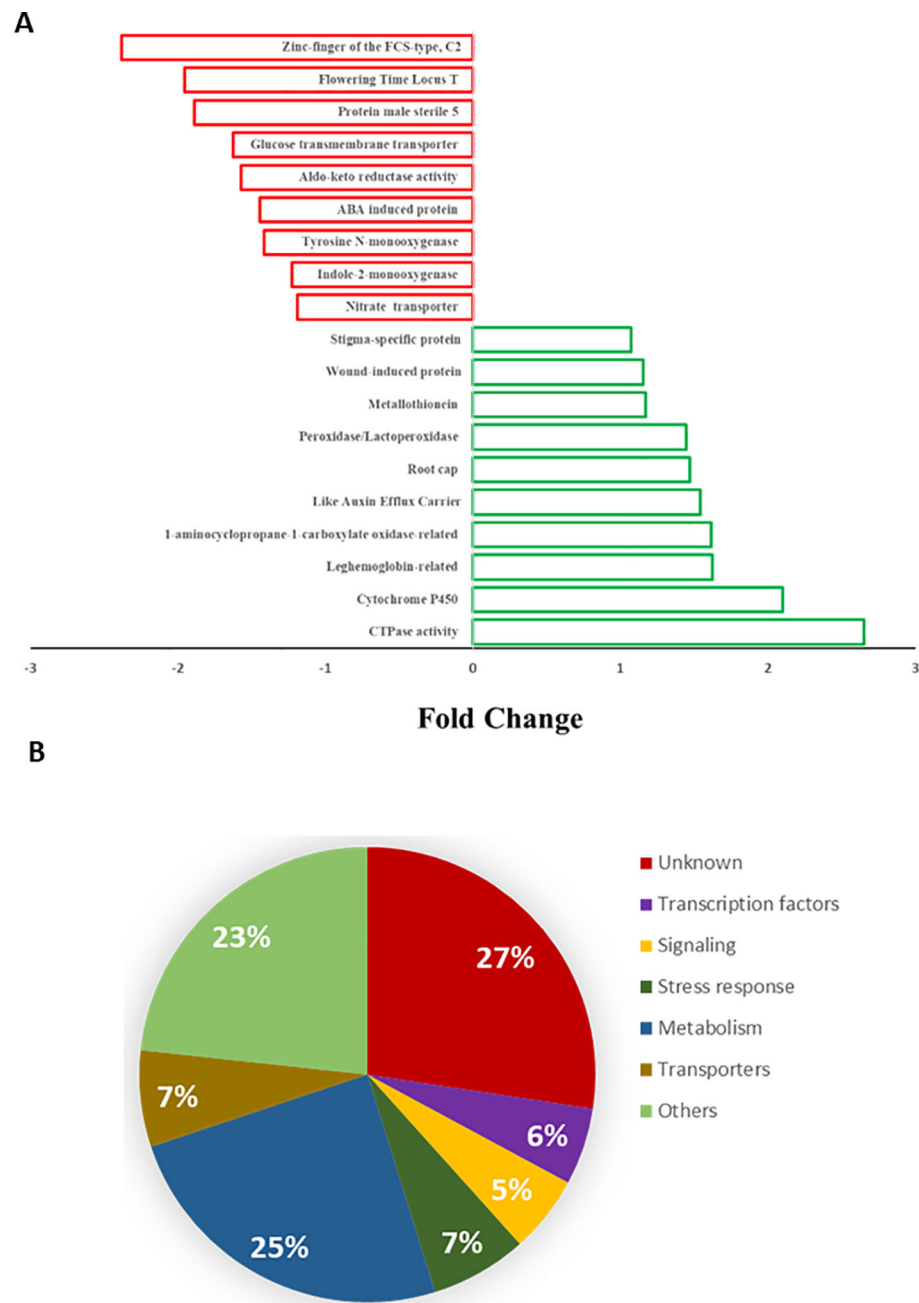 A
Zinc-finger of the FCS-type, C2
Flowering Time Locus T
Protein male sterile 5
Glucose transmembrane transporter
Aldo-keto reductase activity
ABA induced protein
Tyrosine N-monooxygenase
Indole-2-monooxygenase
Nitrate transporter
Stigma-specific protein
Wound-induced protein
Metallothionein
Peroxidase/Lactoperoxidase
Root cap
Like Auxin Efflux Carrier
1-aminocyclopropane-1-carboxylate oxidase-related
Leghemoglobin-related
Cytochrome P450
CTPase activity
-3 -2 -1 0 1 2 3
Fold Change
B
27%
6%
5%
7%
25%
7%
23%
Unknown
Transcription factors
Signaling
Stress response
Metabolism
Transporters
Others